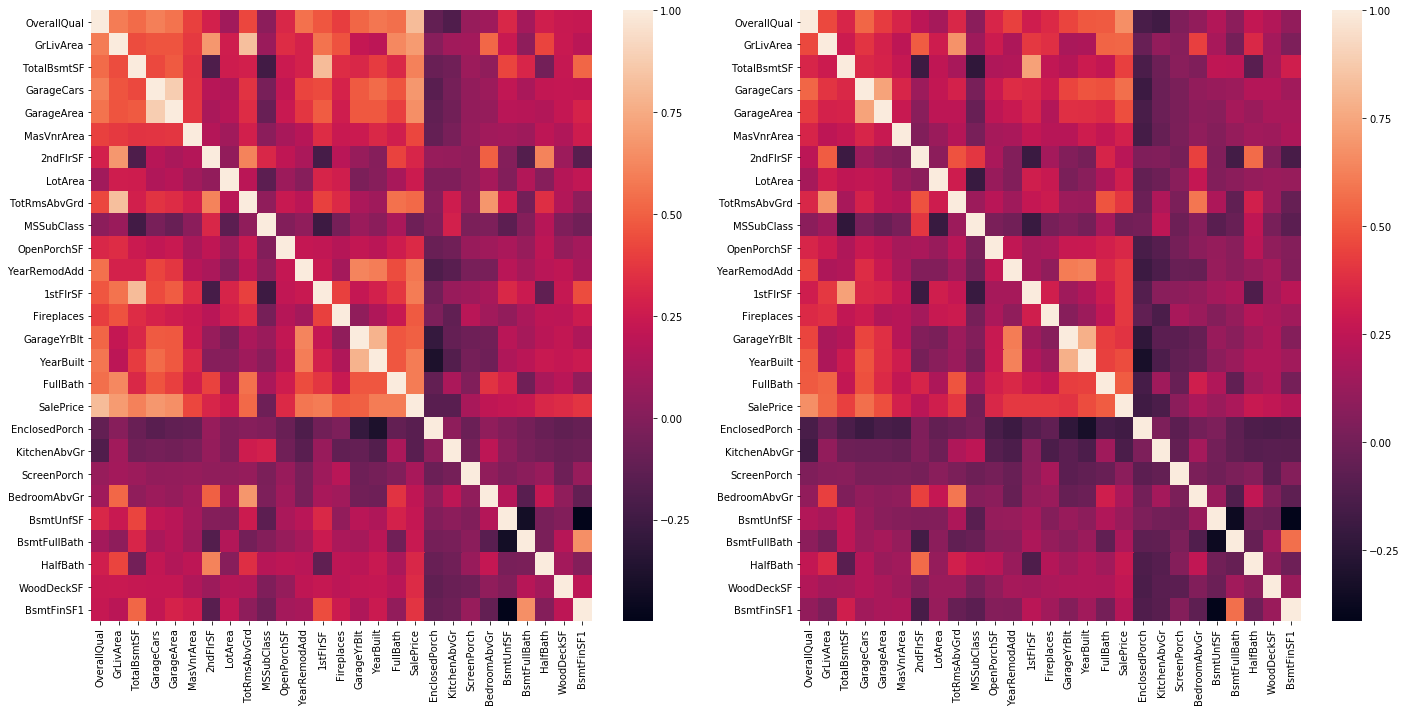 OverallQual
GrLivArea
TotalBsmtSF
GarageCars
GarageArea
MasVnrArea
2ndFlrSF
LotArea
TotRmsAbvGrd
MSSubClass
OpenPorchSF
YearRemodAdd
1stFlrSF
Fireplaces
GarageYrBlt
YearBuilt
FullBath
SalePrice
EnclosedPorch
KitchenAbvGr
ScreenPorch
BedroomAbvGr
BsmtUnfSF
BsmtFullBath
HalfBath
WoodDeckSF
BsmtFinSF1
OverallQual
GrLivArea
TotalBsmtSF
GarageCars
GarageArea
MasVnrArea
2ndFlrSF
LotArea
TotRmsAbvGrd
MSSubClass
OpenPorchSF
YearRemodAdd
1stFlrSF
Fireplaces
GarageYrBlt
YearBuilt
FullBath
SalePrice
EnclosedPorch
KitchenAbvGr
ScreenPorch
BedroomAbvGr
BsmtUnfSF
BsmtFullBath
HalfBath
WoodDeckSF
BsmtFinSF1
1.00
0.75
0.50
0.25
0.00
−0.25
OverallQual
GrLivArea
TotalBsmtSF
GarageCars
GarageArea
MasVnrArea
2ndFlrSF
LotArea
TotRmsAbvGrd
MSSubClass
OpenPorchSF
YearRemodAdd
1stFlrSF
Fireplaces
GarageYrBlt
YearBuilt
FullBath
SalePrice
EnclosedPorch
KitchenAbvGr
ScreenPorch
BedroomAbvGr
BsmtUnfSF
BsmtFullBath
HalfBath
WoodDeckSF
BsmtFinSF1
OverallQual
GrLivArea
TotalBsmtSF
GarageCars
GarageArea
MasVnrArea
2ndFlrSF
LotArea
TotRmsAbvGrd
MSSubClass
OpenPorchSF
YearRemodAdd
1stFlrSF
Fireplaces
GarageYrBlt
YearBuilt
FullBath
SalePrice
EnclosedPorch
KitchenAbvGr
ScreenPorch
BedroomAbvGr
BsmtUnfSF
BsmtFullBath
HalfBath
WoodDeckSF
BsmtFinSF1
1.00
0.75
0.50
0.25
0.00
−0.25